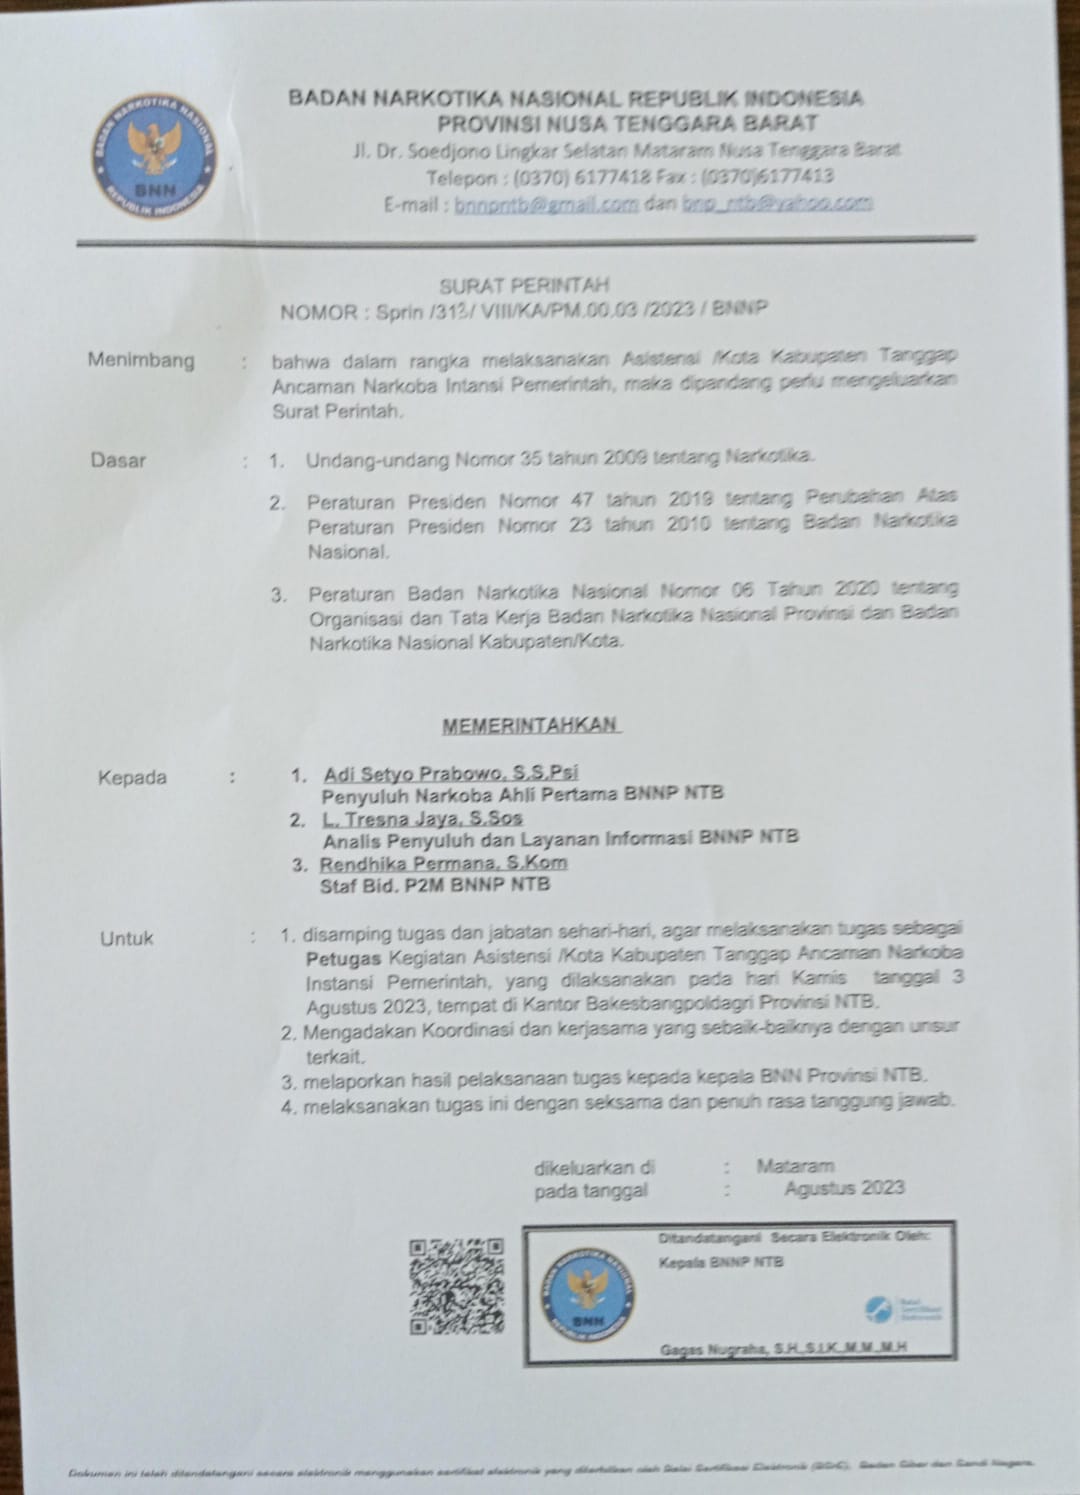 BADAN NARKOTIKA NASIONAL REPUBLIK INDONESIA
PROVINSI NUSA TENGGARA BARAT
Jl. Dr. Soedjono Lingkar Selatan Mataram Nusa Tenggara Barat
Telepon : (0370) 6177418 Fax : (0370)6177413
E-mail : bnnpntb@gmail.com dan bnp_ntb@yahoo.com
BADAN NARKOTIKA NASIONAL
BNN
REPUBLIK INDONESIA
SURAT PERINTAH
NOMOR : Sprin /313/ VIII/KA/PM.00.03 /2023 / BNNP
Menimbang : bahwa dalam rangka melaksanakan Asistensi /Kota Kabupaten Tanggap
Ancaman Narkoba Intansi Pemerintah, maka dipandang perlu mengeluarkan
Surat Perintah.
Dasar : 1. Undang-undang Nomor 35 tahun 2009 tentang Narkotika.
2. Peraturan Presiden Nomor 47 tahun 2019 tentang Perubahan Atas
Peraturan Presiden Nomor 23 tahun 2010 tentang Badan Narkotika
Nasional.
3. Peraturan Badan Narkotika Nasional Nomor 06 Tahun 2020 tentang
Organisasi dan Tata Kerja Badan Narkotika Nasional Provinsi dan Badan
Narkotika Nasional Kabupaten/Kota.
MEMERINTAHKAN
Kepada : 1. Adi Setyo Prabowo, S.S.Psi
Penyuluh Narkoba Ahli Pertama BNNP NTB
2. L. Tresna Jaya, S.Sos
Analis Penyuluh dan Layanan Informasi BNNP NTB
3. Rendhika Permana, S.Kom
Staf Bid. P2M BNNP NTB
Untuk : 1. disamping tugas dan jabatan sehari-hari, agar melaksanakan tugas sebagai
Petugas Kegiatan Asistensi /Kota Kabupaten Tanggap Ancaman Narkoba
Instansi Pemerintah, yang dilaksanakan pada hari Kamis tanggal 3
Agustus 2023, tempat di Kantor Bakesbangpoldagri Provinsi NTB.
2. Mengadakan Koordinasi dan kerjasama yang sebaik-baiknya dengan unsur
terkait.
3. melaporkan hasil pelaksanaan tugas kepada kepala BNN Provinsi NTB.
4. melaksanakan tugas ini dengan seksama dan penuh rasa tanggung jawab.
dikeluarkan di : Mataram
pada tanggal : Agustus 2023
Ditandatangani Secara Elektronik Oleh:
Kepala BNNP NTB
BADAN NARKOTIKA NASIONAL
BNN
REPUBLIK INDONESIA
Balai
Sertifikasi
Elektronik
Gagas Nugraha, S.H.,S.I.K.,M.M.,M.H
Dokumen ini telah ditandatangani secara elektronik menggunakan sertifikat elektronik yang diterbitkan oleh Balai Sertifikasi Elektronik (BSrE), Badan Siber dan Sandi Negara.